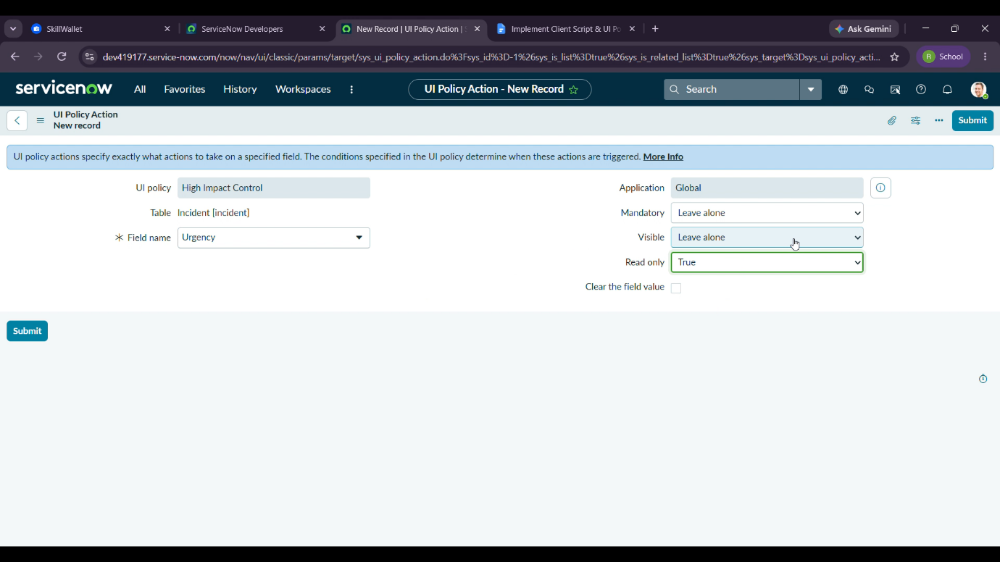 SkillWallet
ServiceNow Developers
New Record | UI Policy Action |
Implement Client Script & UI Po
Ask Gemini
dev419177.service-now.com/now/nav/ui/classic/params/target/sys_ui_policy_action.do%3Fsys_id%3D-1%26sys_is_list%3Dtrue%26sys_is_related_list%3Dtrue%26sys_target%3Dsys_ui_policy_acti...
R School
servicenow All Favorites History Workspaces
UI Policy Action - New Record
Search
UI Policy Action
New record
Submit
UI policy actions specify exactly what actions to take on a specified field. The conditions specified in the UI policy determine when these actions are triggered. More Info
UI policy High Impact Control
Application Global
Table Incident [incident]
Mandatory Leave alone
Field name Urgency
Visible Leave alone
Read only True
Clear the field value
Submit